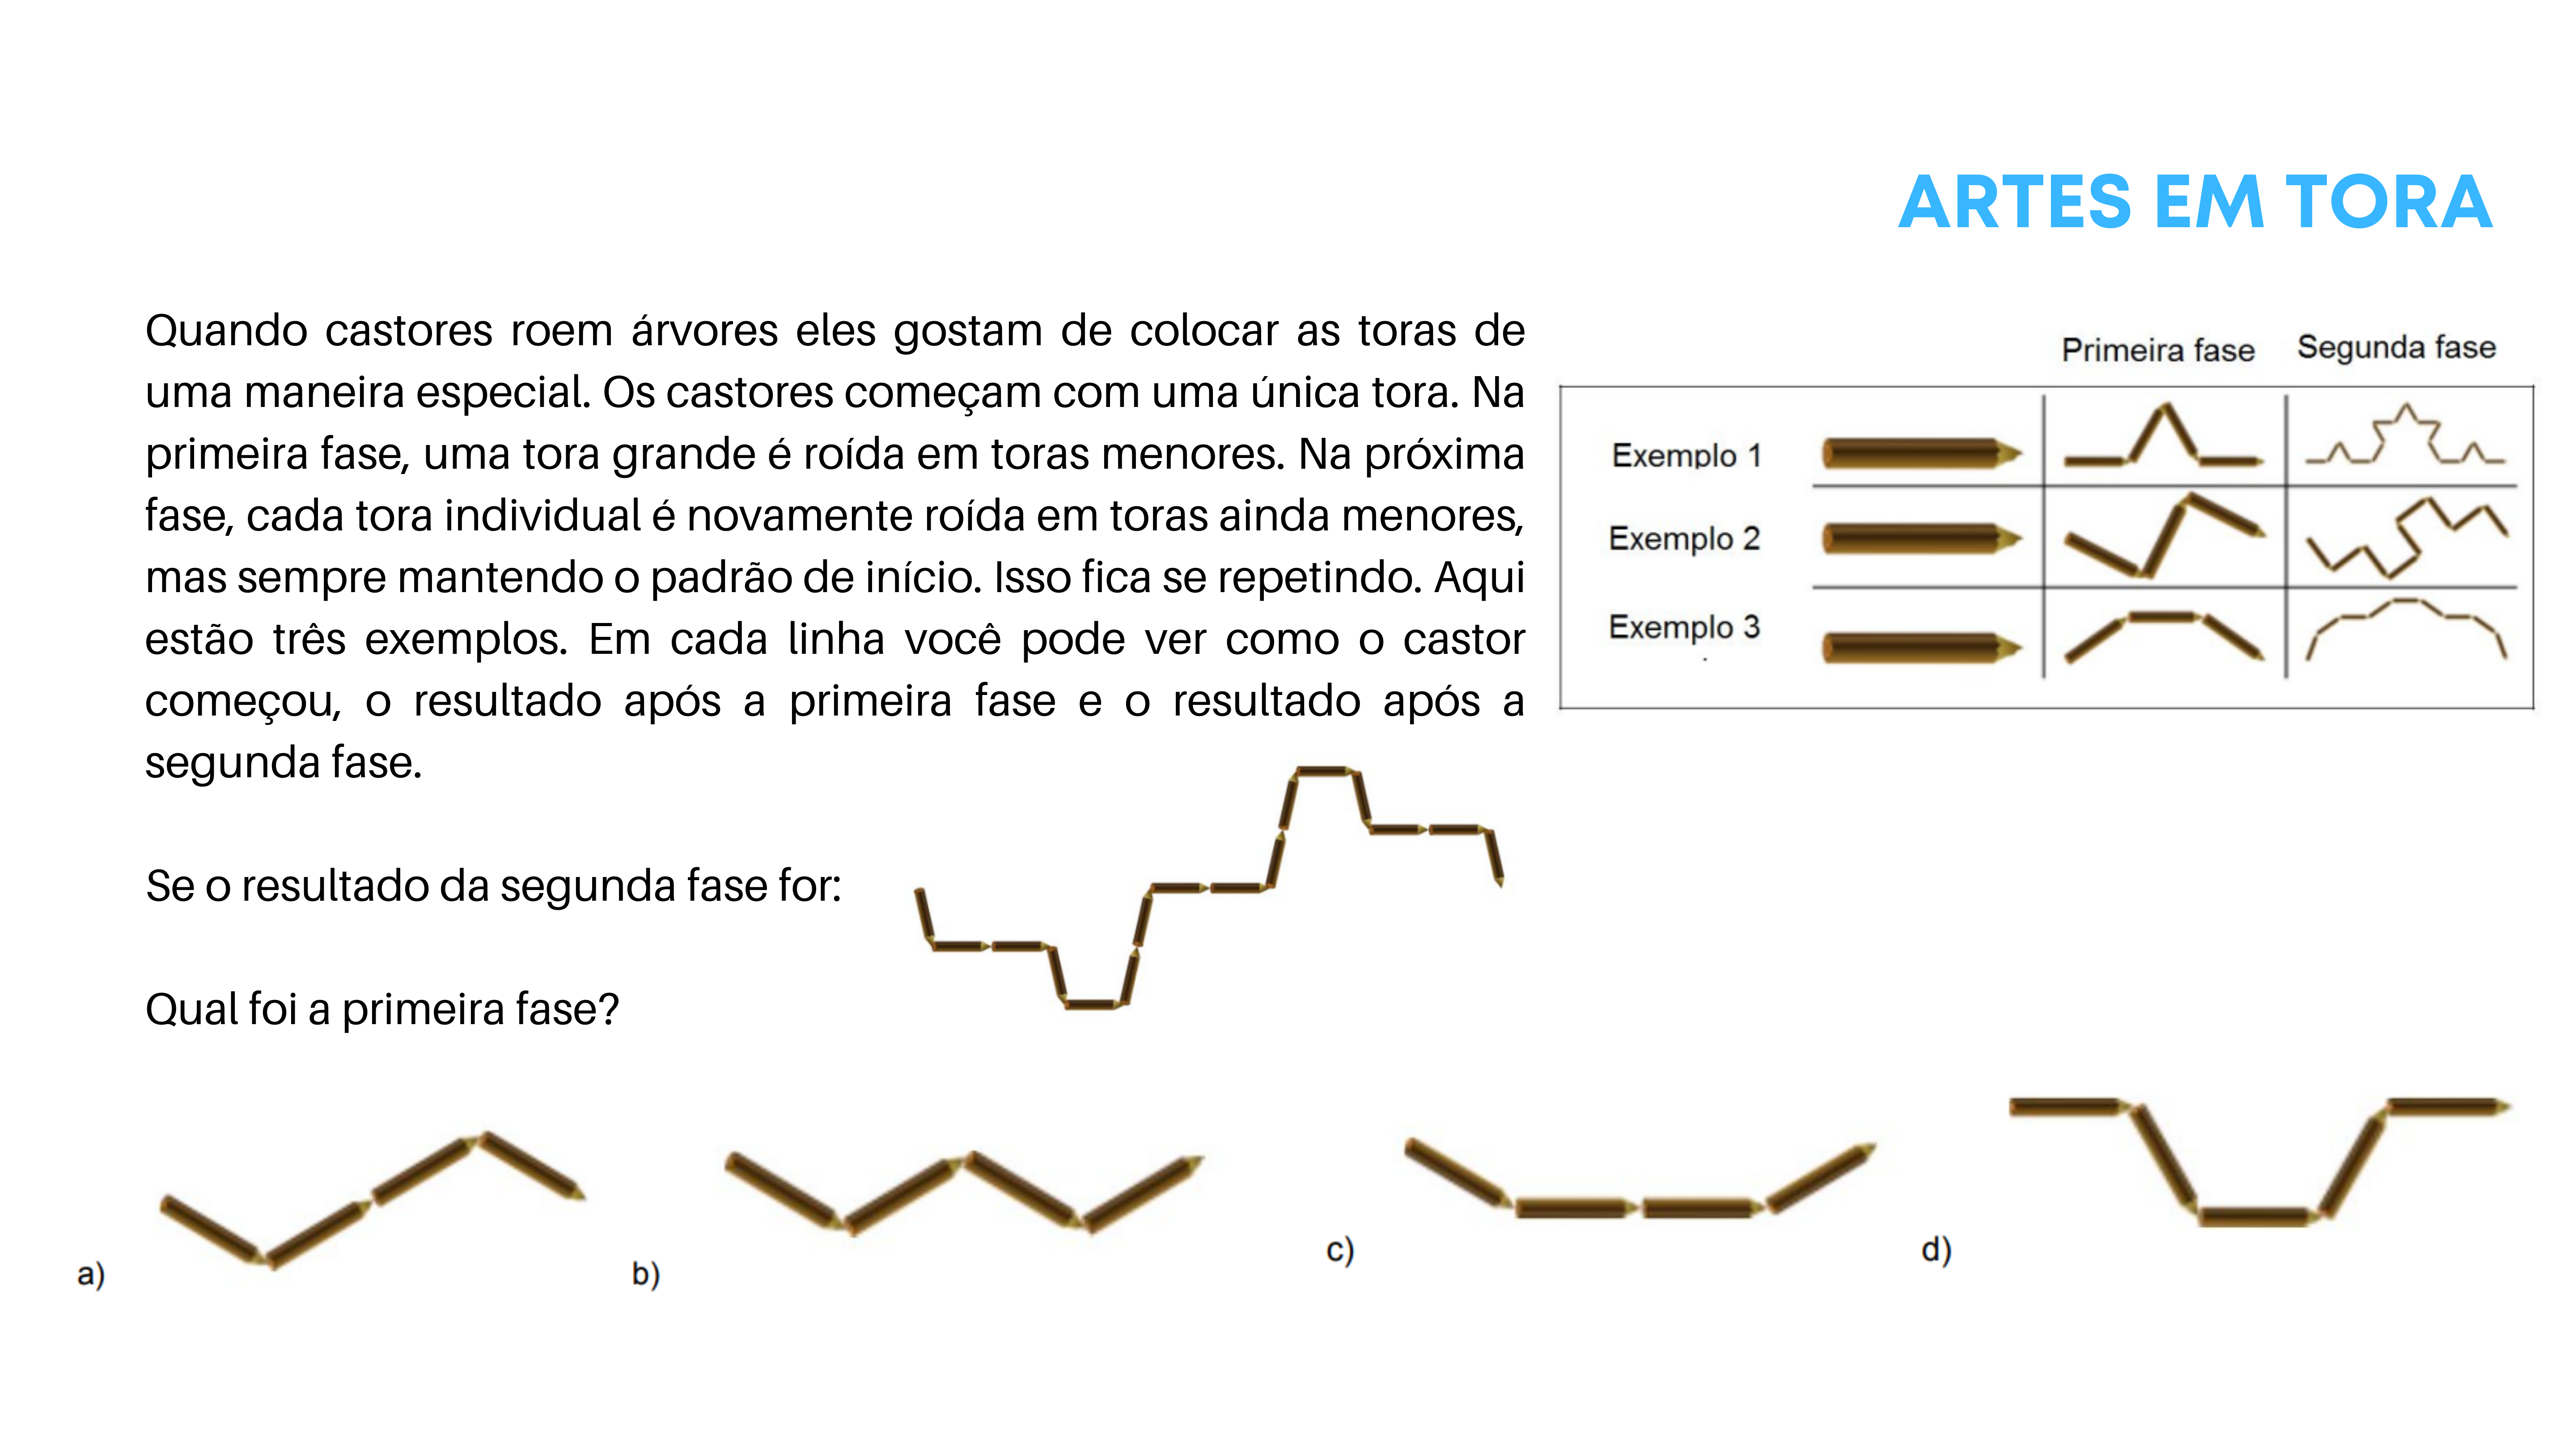 ARTES EM TORA
Quando castores roem árvores eles gostam de colocar as toras de
uma maneira especial. Os castores começam com uma única tora. Na
primeira fase, uma tora grande é roída em toras menores. Na próxima
fase, cada tora individual é novamente roída em toras ainda menores,
mas sempre mantendo o padrão de início. Isso fica se repetindo. Aqui
estão três exemplos. Em cada linha você pode ver como o castor
começou, o resultado após a primeira fase e o resultado após a
segunda fase.
Primeira fase Segunda fase
Exemplo 1
Exemplo 2
Exemplo 3
Se o resultado da segunda fase for:
Qual foi a primeira fase?
a)
b)
c)
d)